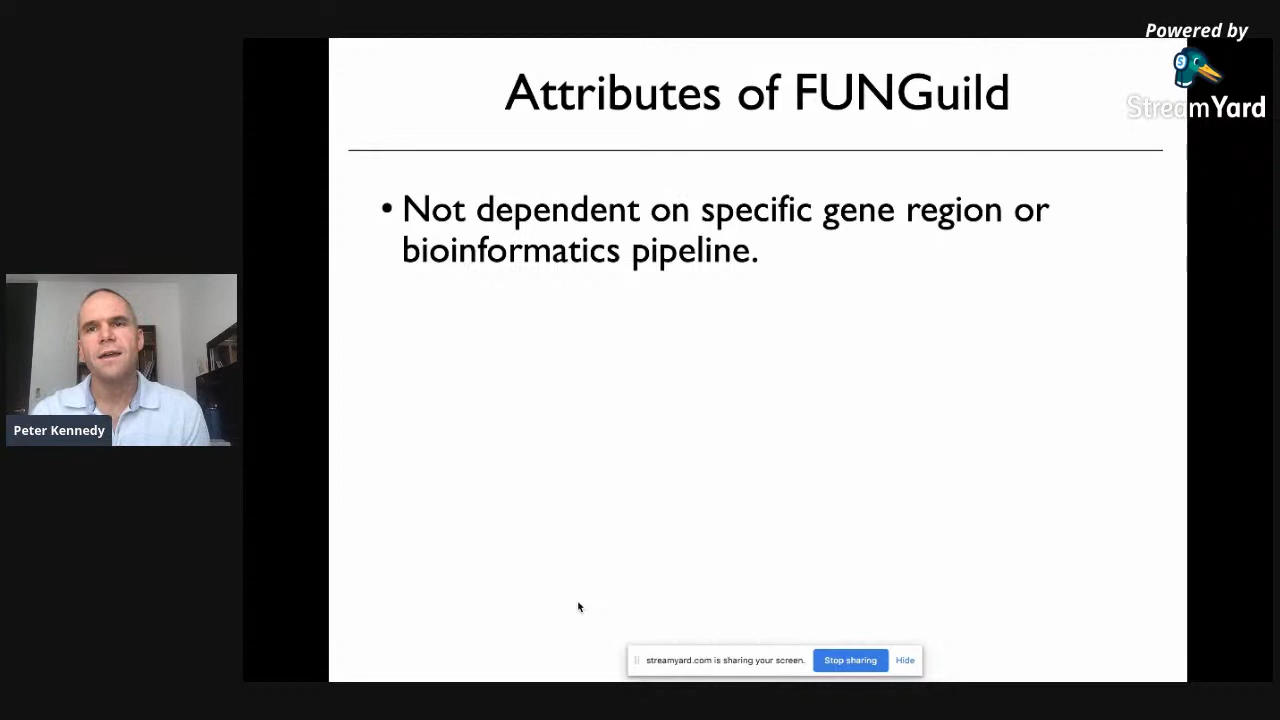 Powered by
StreamYard
Attributes of FUNGuild
• Not dependent on specific gene region or
bioinformatics pipeline.
Peter Kennedy
streamyard.com is sharing your screen. Stop sharing Hide